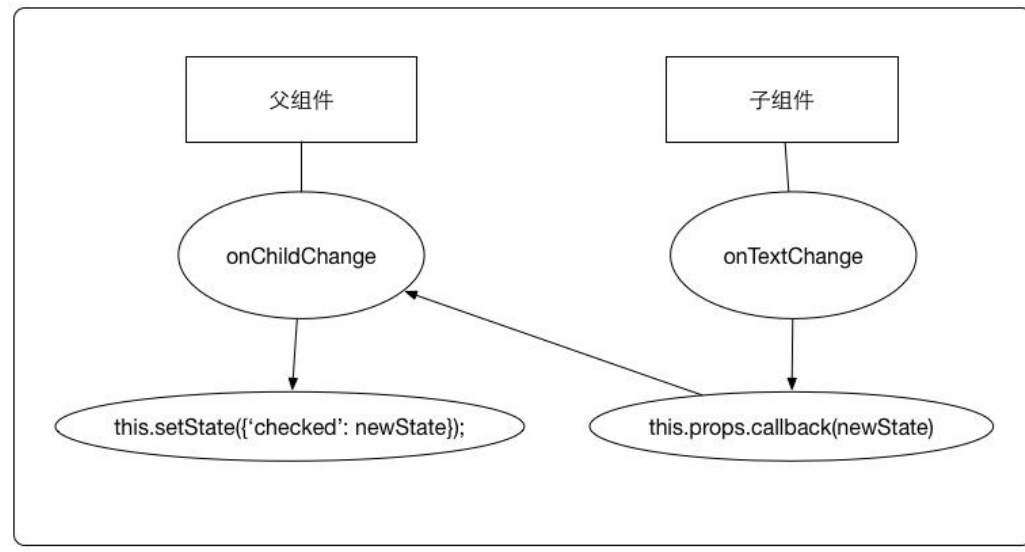 父组件
子组件
onChildChange
onTextChange
this.setState({‘checked’: newState});
this.props.callback(newState)